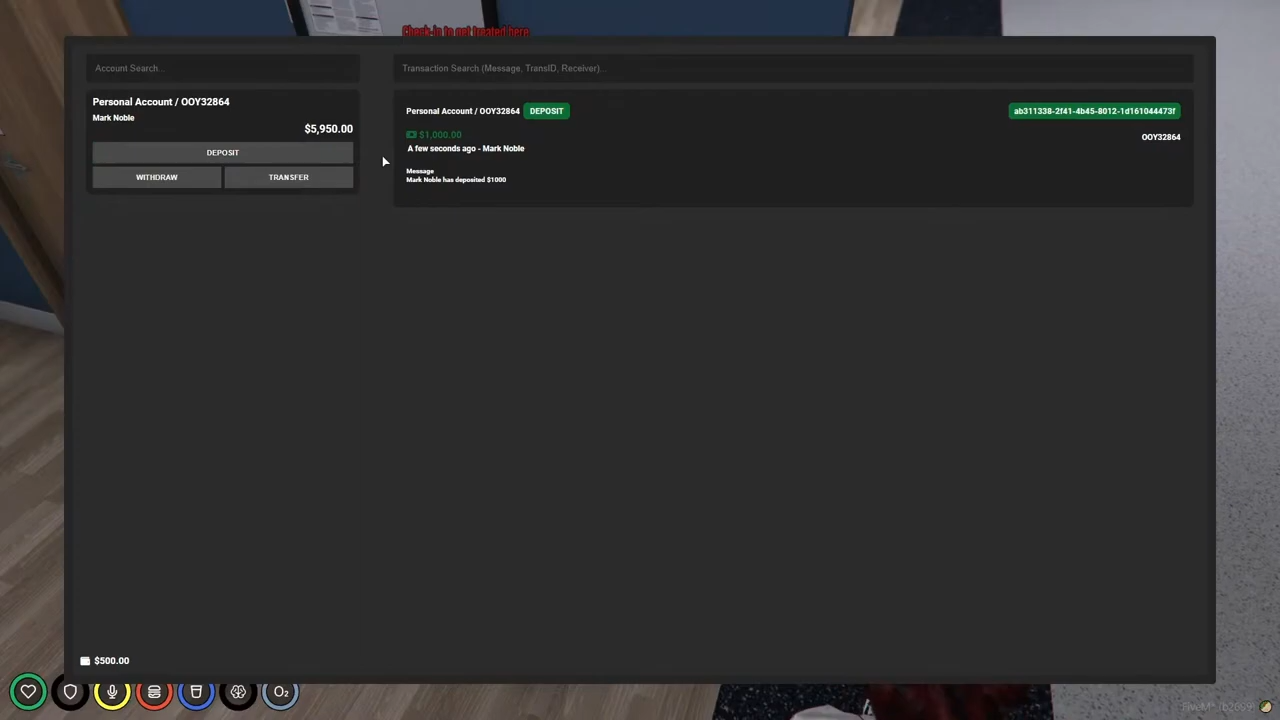 Check-in to get treated here
Account Search...
Transaction Search (Message, TransID, Receiver)...
Personal Account / OOY32864
Mark Noble
$5,950.00
DEPOSIT
WITHDRAW
TRANSFER
Personal Account / OOY32864 DEPOSIT
ab311338-2f41-4b45-8012-1d161044473f
$1,000.00
OOY32864
A few seconds ago - Mark Noble
Message
Mark Noble has deposited $1000
$500.00
O₂